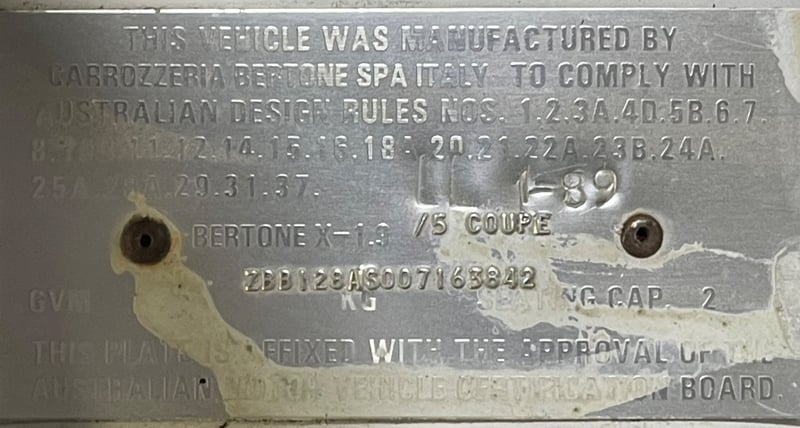 THIS VEHICLE WAS MANUFACTURED BY
CARROZZERIA BERTONE SPA ITALY TO COMPLY WITH
AUSTRALIAN DESIGN RULES NOS. 1.2.3A.4D.5B.6.7.
11.12.14.15.16.18A.20.21.22A.23B.24A.
25A. 29.31.37. 1-89
BERTONE X-1.9 /5 COUPE
ZBB128AS007163842
GVM KG SEATING CAP. 2
THIS PLATE IS AFFIXED WITH THE APPROVAL OF THE
AUSTRALIAN MOTOR VEHICLE CERTIFICATION BOARD.